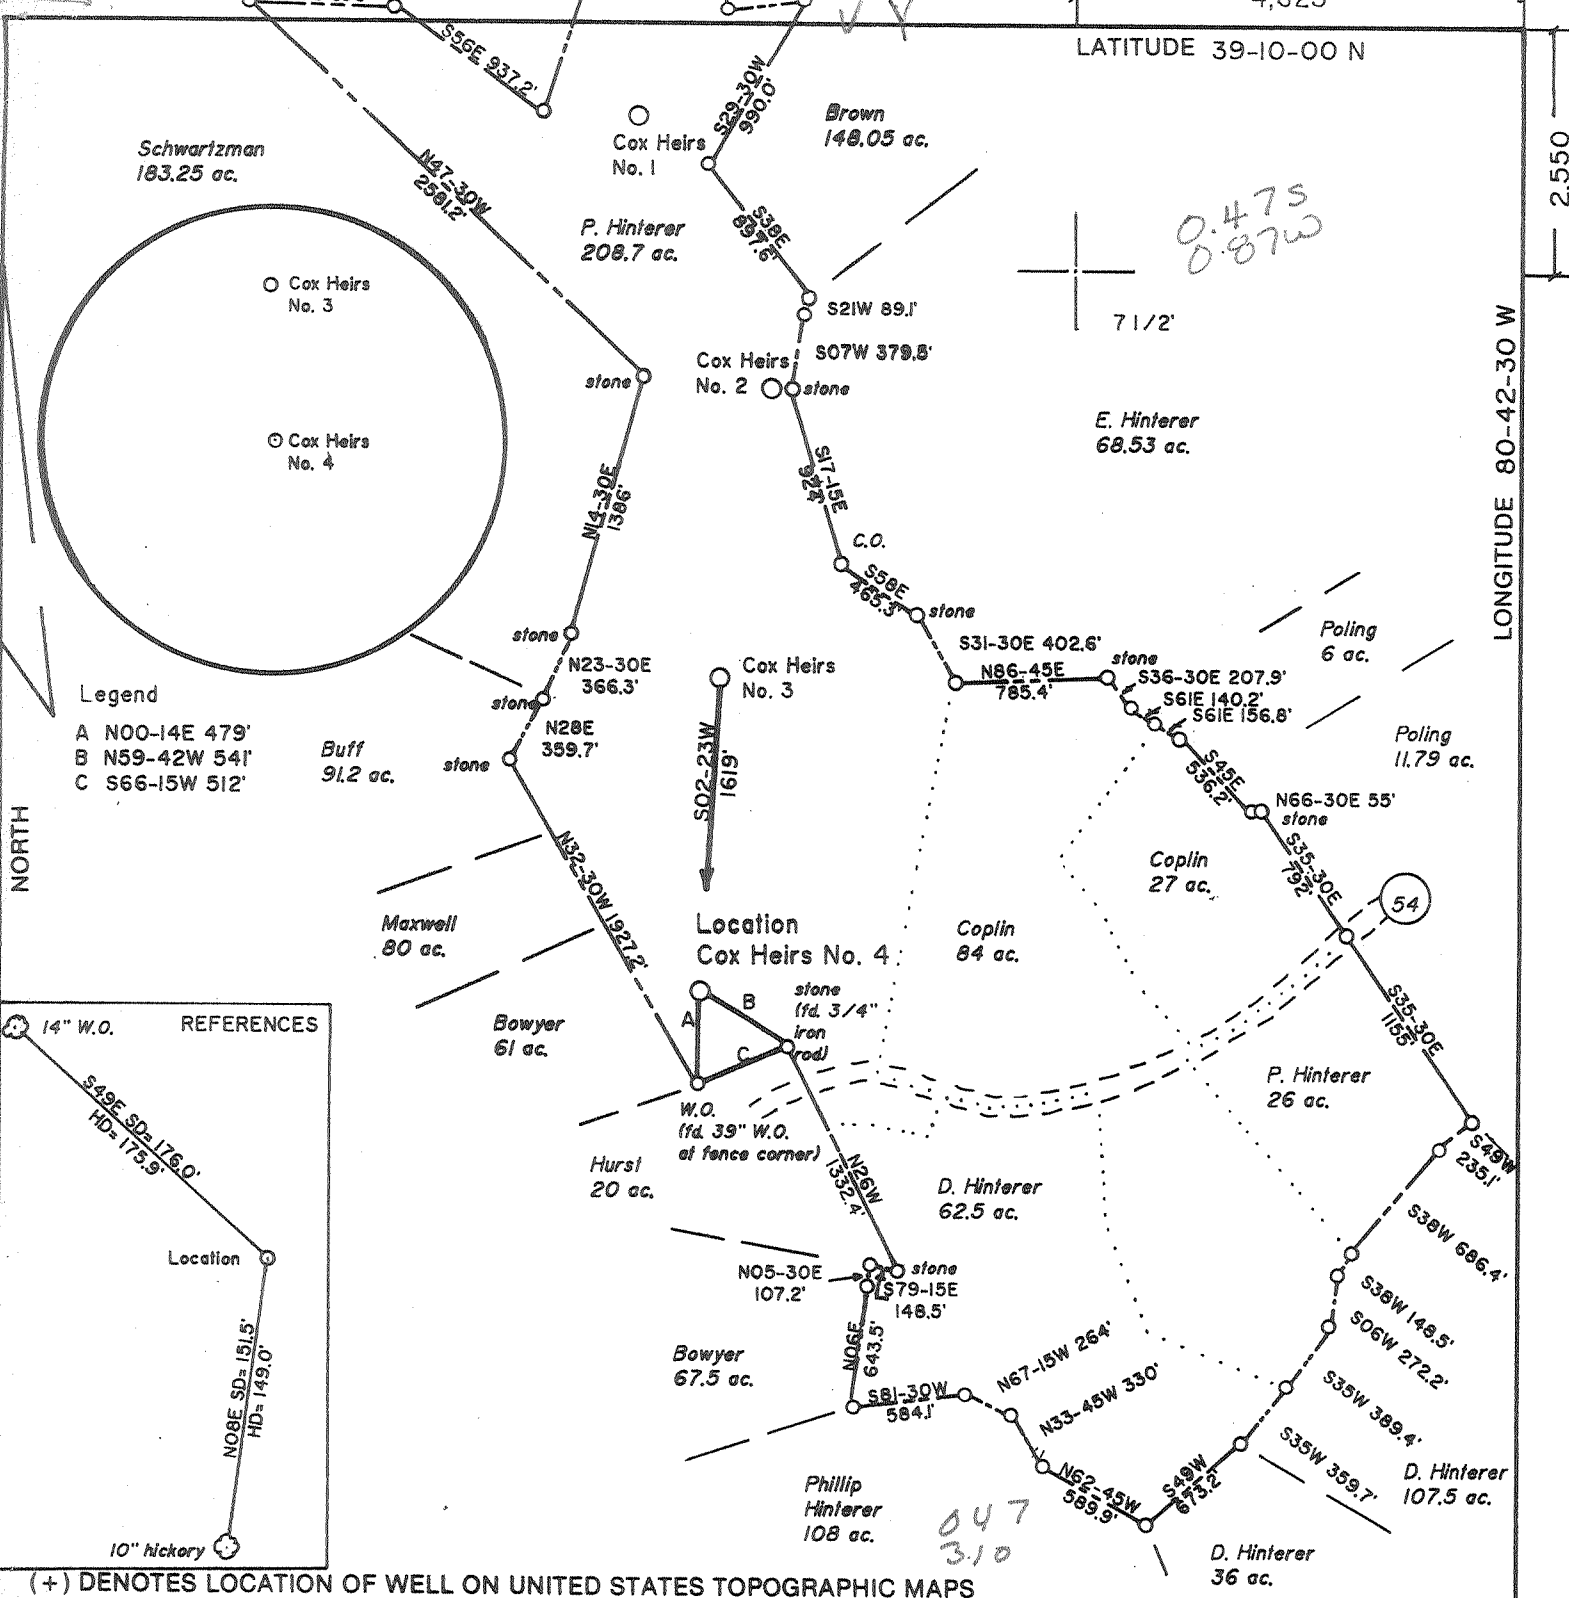 LATITUDE 39-10-00 N
2,550
S56E 937.2'
S29-30W
990.0'
Brown
148.05 ac.
Cox Heirs
No. 1
Schwartzman
183.25 ac.
N47-30W
2581.2'
S38E
897.6'
P. Hinterer
208.7 ac.
0.47S
0.87W
Cox Heirs
No. 3
S21W 89.1'
7 1/2'
S07W 379.5'
Cox Heirs
No. 2
stone
stone
LONGITUDE 80-42-30 W
E. Hinterer
68.53 ac.
Cox Heirs
No. 4
N14-30E
1386'
S17-15E
C.O.
S58E
465.3'
stone
stone
S31-30E 402.6'
Poling
6 ac.
N23-30E
366.3'
Cox Heirs
No. 3
N86-45E
785.4'
stone
S36-30E 207.9'
S61E 140.2'
S61E 156.8'
Legend
A N00-14E 479'
B N59-42W 541'
C S66-15W 512'
stone
N28E
359.7'
stone
Buff
91.2 ac.
S02-23W
1619'
Poling
11.79 ac.
S45E
536.2'
N66-30E 55'
stone
NORTH
N32-30W 1927.2'
S35-30E
792'
Coplin
27 ac.
54
Maxwell
80 ac.
Location
Cox Heirs No. 4
Coplin
84 ac.
stone
(fd. 3/4"
iron
rod)
A
B
C
S35-30E
1155'
REFERENCES
14" W.O.
Bowyer
61 ac.
P. Hinterer
26 ac.
S49E SD= 176.0'
HD= 175.9'
W.O.
(fd. 39" W.O.
at fence corner)
S49W
235.1'
Hurst
20 ac.
N26W
1332.4'
D. Hinterer
62.5 ac.
S38W 686.4'
Location
N05-30E
107.2'
stone
S79-15E
148.5'
S38W 148.5'
S06W 272.2'
N08E SD= 151.5'
HD= 149.0'
N06E
643.5'
Bowyer
67.5 ac.
S81-30W
584.1'
N67-15W 264'
N33-45W 330'
S35W 389.4'
S35W 359.7'
N62-45W
589.9'
S49W
673.2'
D. Hinterer
107.5 ac.
Phillip
Hinterer
108 ac.
047
3.10
10" hickory
D. Hinterer
36 ac.
(+) DENOTES LOCATION OF WELL ON UNITED STATES TOPOGRAPHIC MAPS